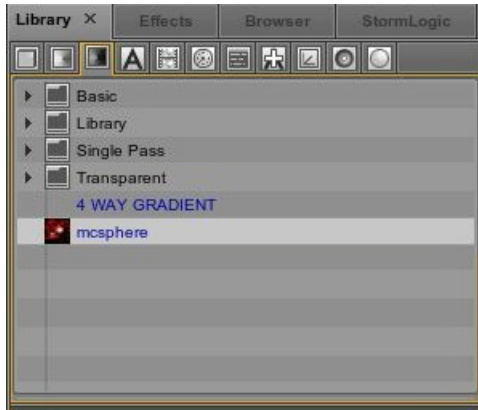 Library × Effects Browser StormLogic
A
Basic
Library
Single Pass
Transparent
4 WAY GRADIENT
mcsphere